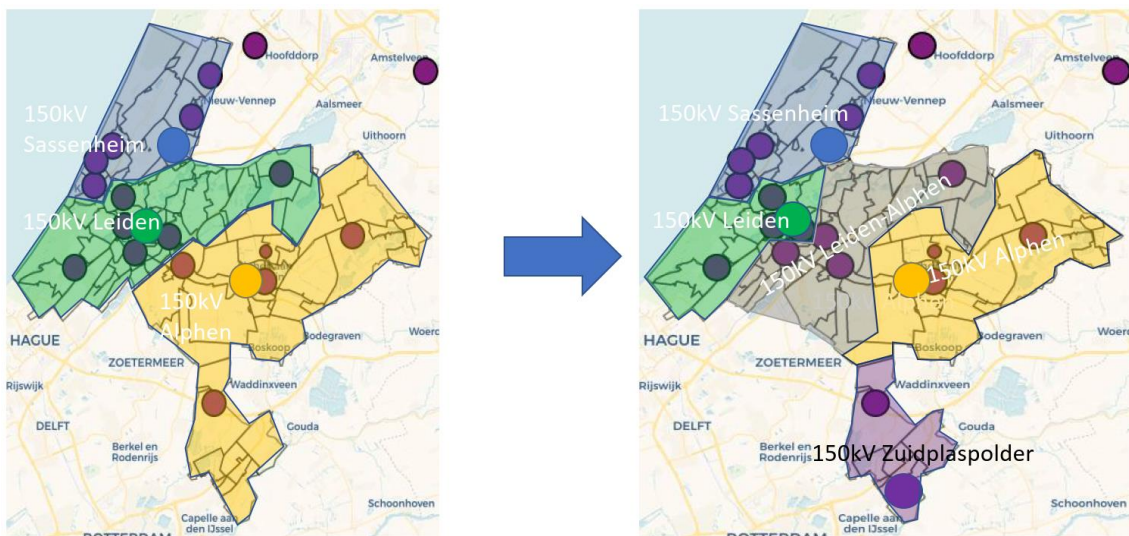 HOOFDDORP
AMSTELVEEN
150kV
NIEUW-VENNEP
AALSMEER
Sassenheim
UITHOORN
150kV Leiden
150kV
Alphen
HAGUE
BODEGRAVEN
WOERD
BOSKOOP
ZOETERMEER
RIJSWIJK
WADDINXVEEN
DELFT
GOUDA
BERKEL EN
RODENRIJS
SCHOONHOVEN
CAPELLE AAN
DEN IJSSEL
ROTTERDAM
HOOFDDORP
AMSTELVEEN
NIEUW-VENNEP
150kV Sassenheim
AALSMEER
UITHOORN
150kV Leiden
150kV Leiden-Alphen
150kV Alphen
HAGUE
BODEGRAVEN
WOERD
BOSKOOP
ZOETERMEER
RIJSWIJK
WADDINXVEEN
DELFT
GOUDA
BERKEL EN
RODENRIJS
150kV Zuidplaspolder
SCHOONHOVEN
CAPELLE AAN
DEN IJSSEL
ROTTERDAM